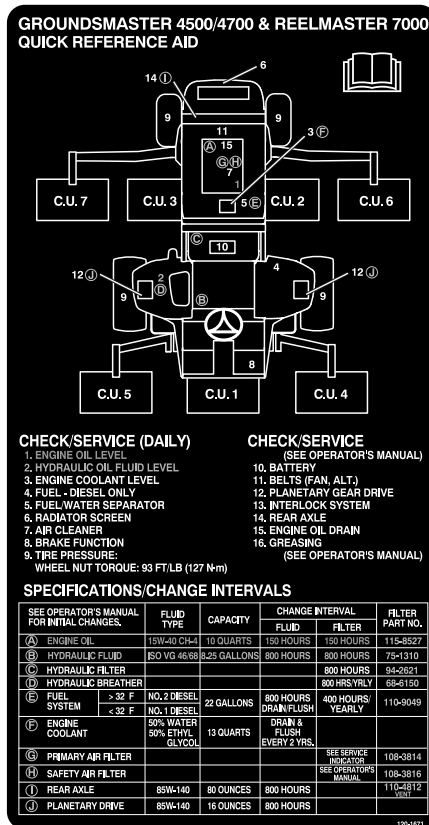 GROUNDSMASTER 4500/4700 & REELMASTER 7000
QUICK REFERENCE AID
6
14 Ⓘ
9
9
11
Ⓐ 15
3 Ⓕ
Ⓖ Ⓗ
7
1
C.U. 7
C.U. 3
5 Ⓔ
C.U. 2
C.U. 6
Ⓒ
10
4
12 Ⓙ
2
Ⓓ
12 Ⓙ
9
Ⓑ
9
8
C.U. 5
C.U. 1
C.U. 4
CHECK/SERVICE (DAILY)
1. ENGINE OIL LEVEL
2. HYDRAULIC OIL FLUID LEVEL
3. ENGINE COOLANT LEVEL
4. FUEL - DIESEL ONLY
5. FUEL/WATER SEPARATOR
6. RADIATOR SCREEN
7. AIR CLEANER
8. BRAKE FUNCTION
9. TIRE PRESSURE:
WHEEL NUT TORQUE: 93 FT/LB (127 N•m)
CHECK/SERVICE
(SEE OPERATOR'S MANUAL)
10. BATTERY
11. BELTS (FAN, ALT.)
12. PLANETARY GEAR DRIVE
13. INTERLOCK SYSTEM
14. REAR AXLE
15. ENGINE OIL DRAIN
16. GREASING
(SEE OPERATOR'S MANUAL)
SPECIFICATIONS/CHANGE INTERVALS
SEE OPERATOR'S MANUAL FOR INITIAL CHANGES. FLUID TYPE CAPACITY CHANGE INTERVAL FLUID FILTER FILTER PART NO.
Ⓐ ENGINE OIL 15W-40 CH-4 10 QUARTS 150 HOURS 150 HOURS 115-8527
Ⓑ HYDRAULIC FLUID ISO VG 46/68 8.25 GALLONS 800 HOURS 800 HOURS 75-1310
Ⓒ HYDRAULIC FILTER 800 HOURS 94-2621
Ⓓ HYDRAULIC BREATHER 800 HRS/YRLY 68-6150
Ⓔ FUEL SYSTEM > 32 F NO. 2 DIESEL < 32 F NO. 1 DIESEL 22 GALLONS 800 HOURS DRAIN/FLUSH 400 HOURS/ YEARLY 110-9049
Ⓕ ENGINE COOLANT 50% WATER 50% ETHYL GLYCOL 13 QUARTS DRAIN & FLUSH EVERY 2 YRS.
Ⓖ PRIMARY AIR FILTER SEE SERVICE INDICATOR 108-3814
Ⓗ SAFETY AIR FILTER SEE OPERATOR'S MANUAL 108-3816
Ⓘ REAR AXLE 85W-140 80 OUNCES 800 HOURS 110-4812 VENT
Ⓙ PLANETARY DRIVE 85W-140 16 OUNCES 800 HOURS
120-1671